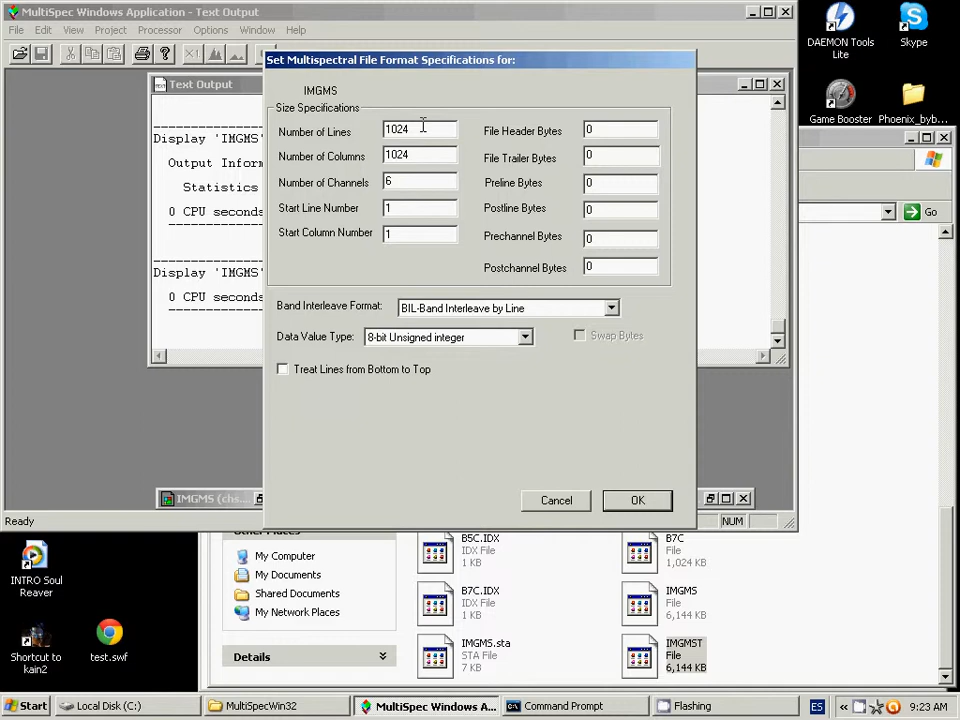 MultiSpec Windows Application - Text Output
File Edit View Project Processor Options Window Help
×1
Text Output
Display 'IMGMS'
Output Inform
Statistics
0 CPU seconds
Display 'IMGMS'
0 CPU seconds
IMGMS (chs...
Ready
NUM
Set Multispectral File Format Specifications for:
IMGMS
Size Specifications
Number of Lines 1024 File Header Bytes 0
Number of Columns 1024 File Trailer Bytes 0
Number of Channels 6 Preline Bytes 0
Start Line Number 1 Postline Bytes 0
Start Column Number 1 Prechannel Bytes 0
Postchannel Bytes 0
Band Interleave Format: BIL-Band Interleave by Line
Data Value Type: 8-bit Unsigned integer Swap Bytes
Treat Lines from Bottom to Top
Cancel OK
DAEMON Tools
Lite
Skype
Game Booster
Phoenix_byb...
Go
Other Places
My Computer
My Documents
Shared Documents
My Network Places
Details
B5C.IDX
IDX File
1 KB
B7C
File
1,024 KB
B7C.IDX
IDX File
1 KB
IMGMS
File
6,144 KB
IMGMS.sta
STA File
7 KB
IMGMST
File
6,144 KB
INTRO Soul
Reaver
Shortcut to
kain2
test.swf
Start Local Disk (C:) MultiSpecWin32 MultiSpec Windows A... Command Prompt Flashing ES 9:23 AM